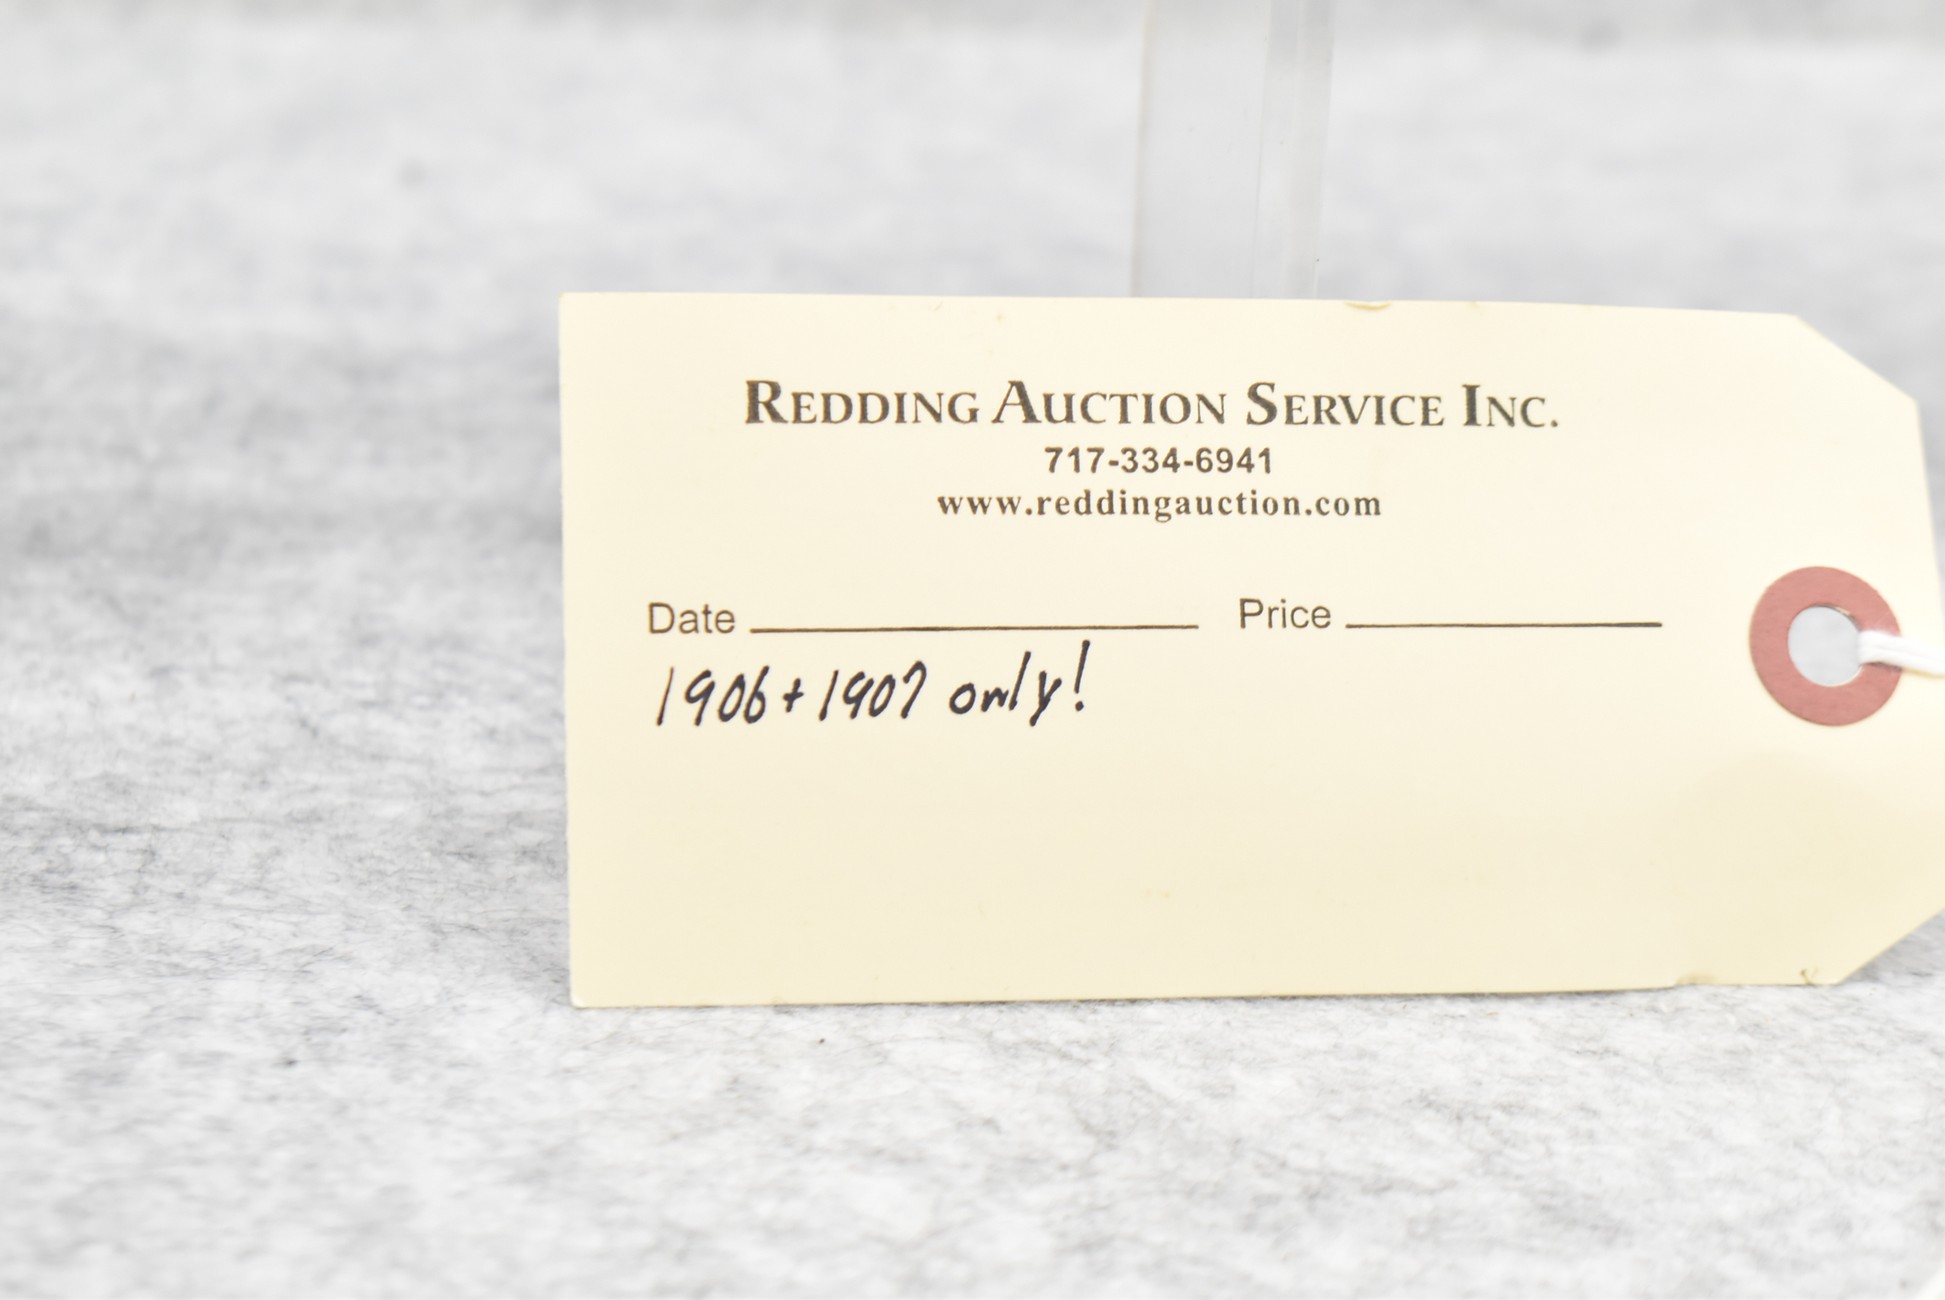 REDDING AUCTION SERVICE INC.
717-334-6941
www.reddingauction.com
Date Price
1906 + 1907 only!